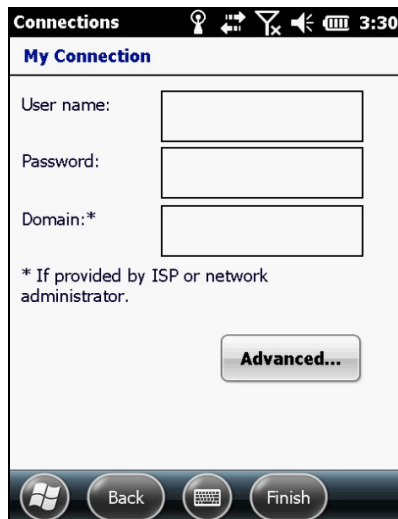 Connections 3:30
My Connection
User name:
Password:
Domain:*
* If provided by ISP or network
administrator.
Advanced...
Back Finish